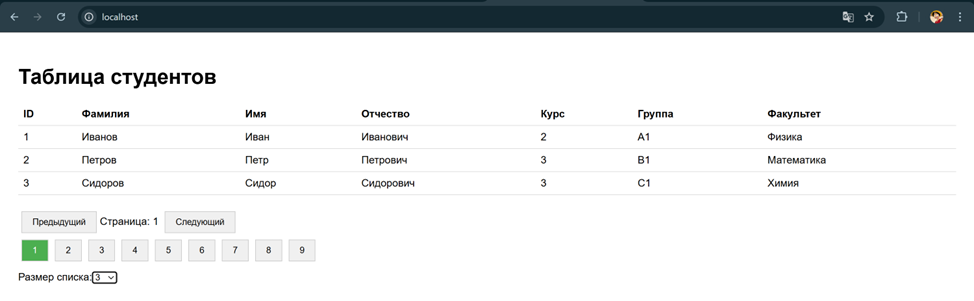 localhost
Таблица студентов
ID Фамилия Имя Отчество Курс Группа Факультет
1 Иванов Иван Иванович 2 A1 Физика
2 Петров Петр Петрович 3 B1 Математика
3 Сидоров Сидор Сидорович 3 C1 Химия
Предыдущий Страница: 1 Следующий
1 2 3 4 5 6 7 8 9
Размер списка: 3